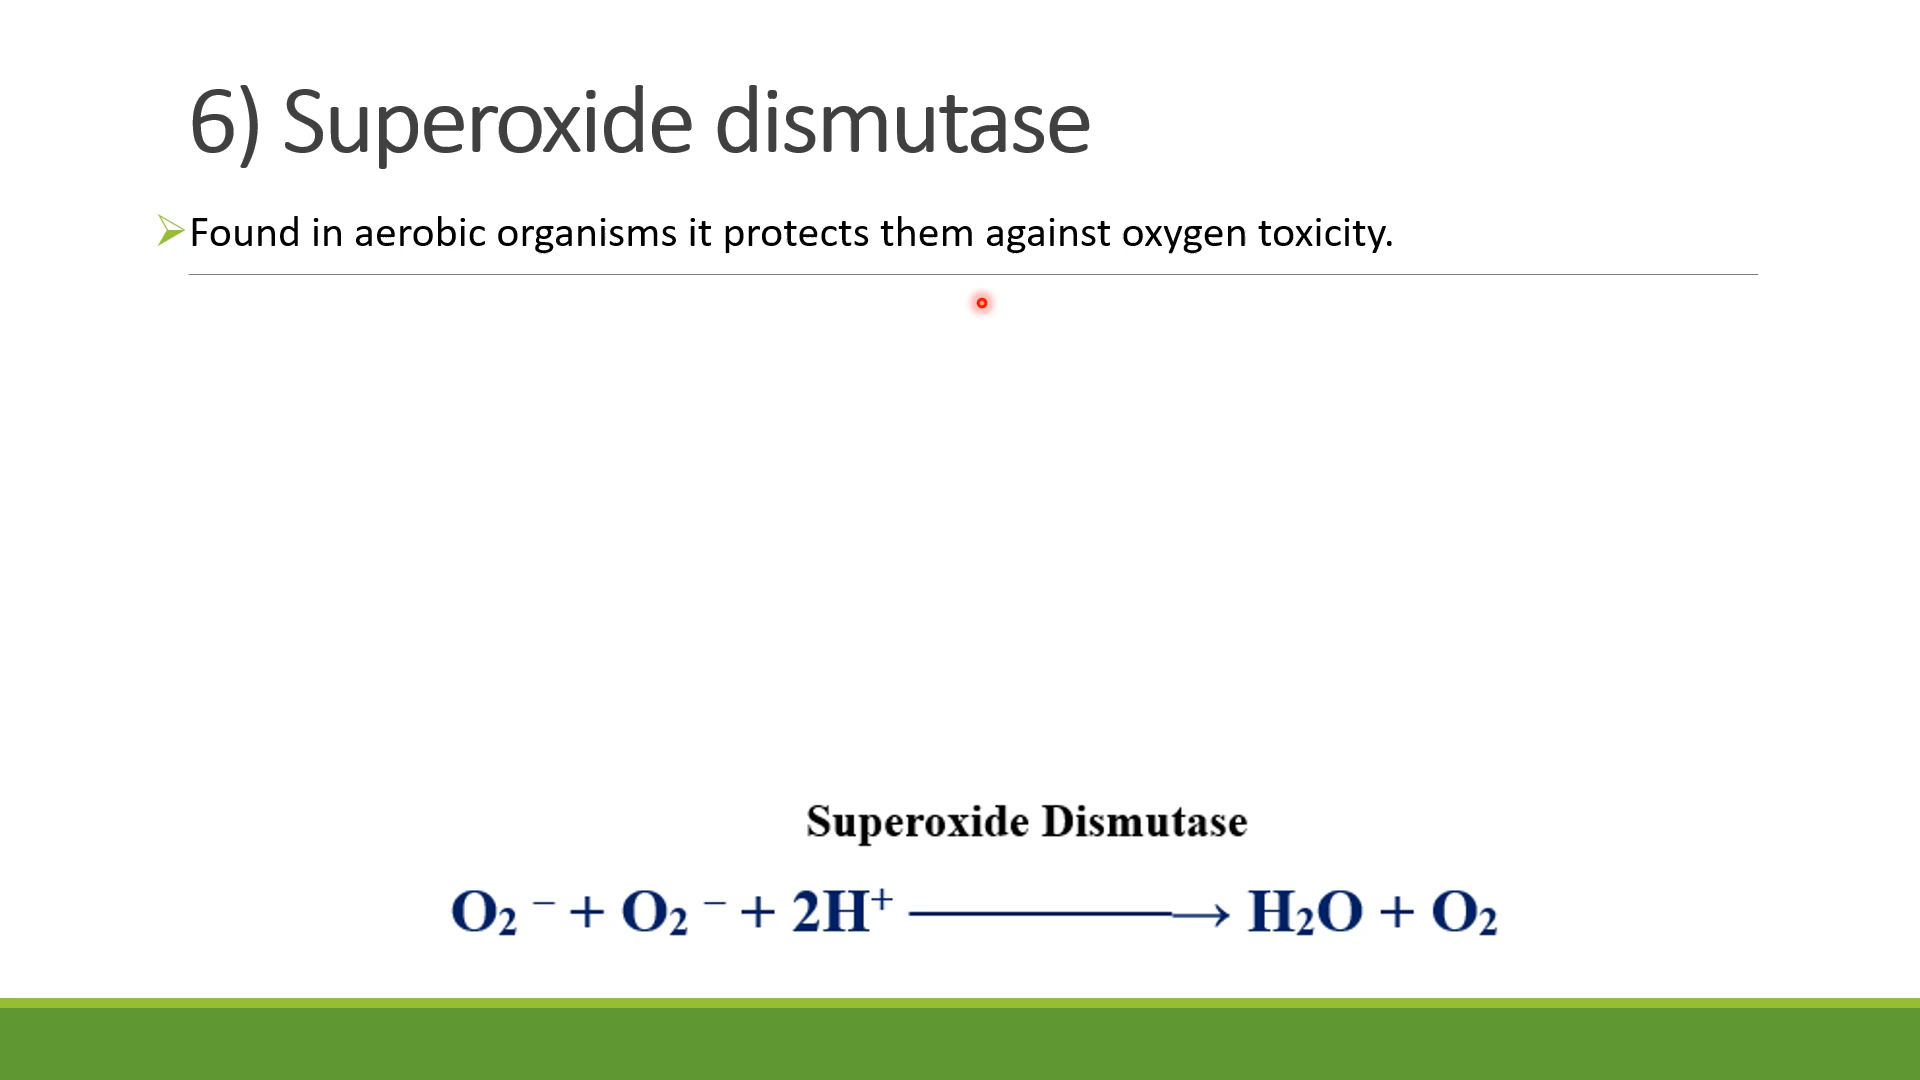 6) Superoxide dismutase
Found in aerobic organisms it protects them against oxygen toxicity.
Superoxide Dismutase
O₂ ⁻ + O₂ ⁻ + 2H⁺ ⟶ H₂O + O₂